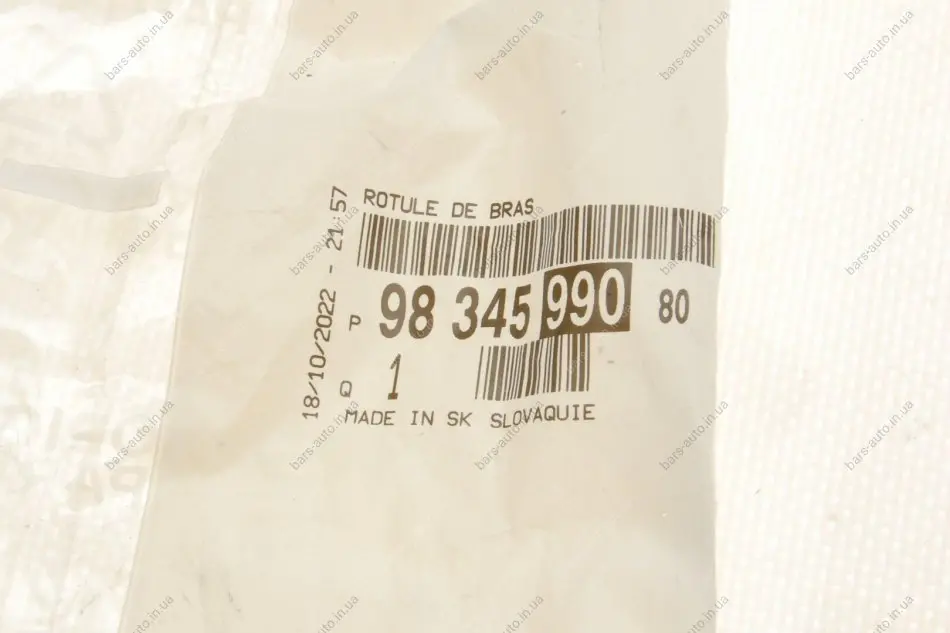 ROTULE DE BRAS
18/10/2022 - 21:57
P 98 345 990 80
Q 1
MADE IN SK SLOVAQUIE
bars-auto.in.ua